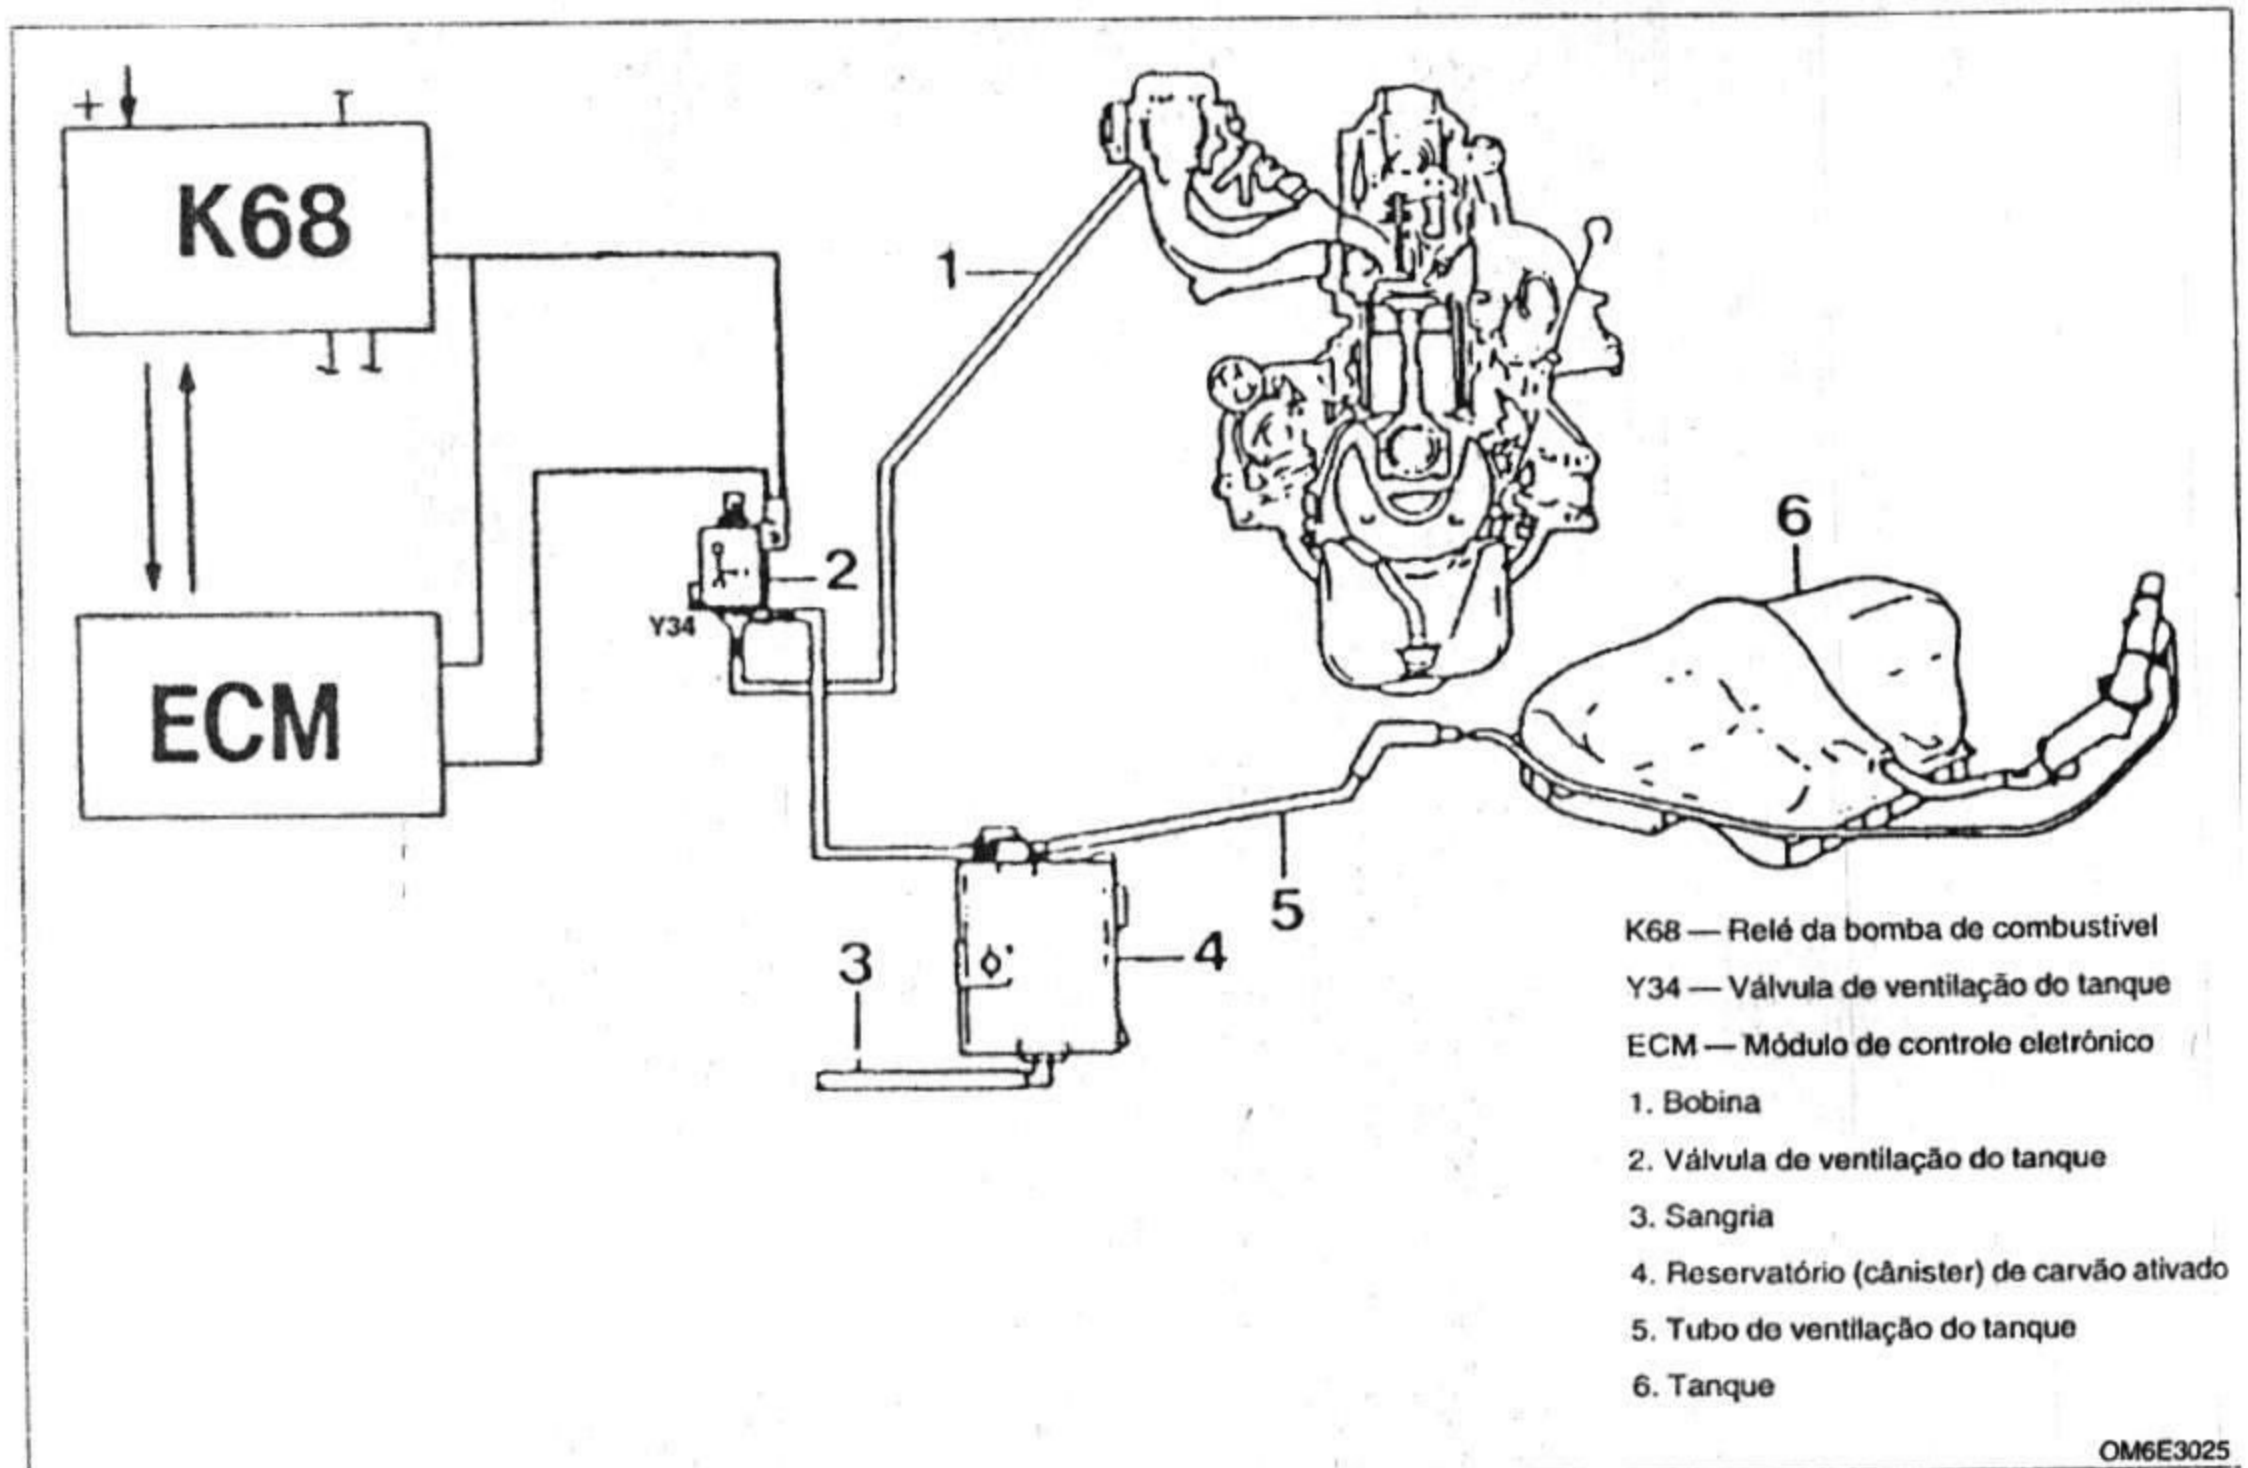 +
K68
1
2
Y34
ECM
6
5
3
4
K68 — Relé da bomba de combustível
Y34 — Válvula de ventilação do tanque
ECM — Módulo de controle eletrônico
1. Bobina
2. Válvula de ventilação do tanque
3. Sangria
4. Reservatório (cânister) de carvão ativado
5. Tubo de ventilação do tanque
6. Tanque
OM6E3025